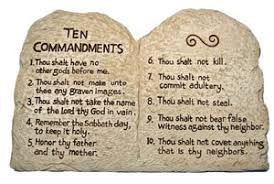 TEN
COMMANDMENTS
1. Thou shalt have no
other gods before me.
2. Thou shalt not make unto
thee any graven images.
3. Thou shalt not take the name
of the Lord thy God in vain.
4. Remember the Sabbath day,
to keep it holy.
5. Honor thy father
and thy mother.
6. Thou shalt not kill.
7. Thou shalt not
commit adultery.
8. Thou shalt not steal.
9. Thou shalt not bear false
witness against thy neighbor.
10. Thou shalt not covet anything
that is thy neighbors.